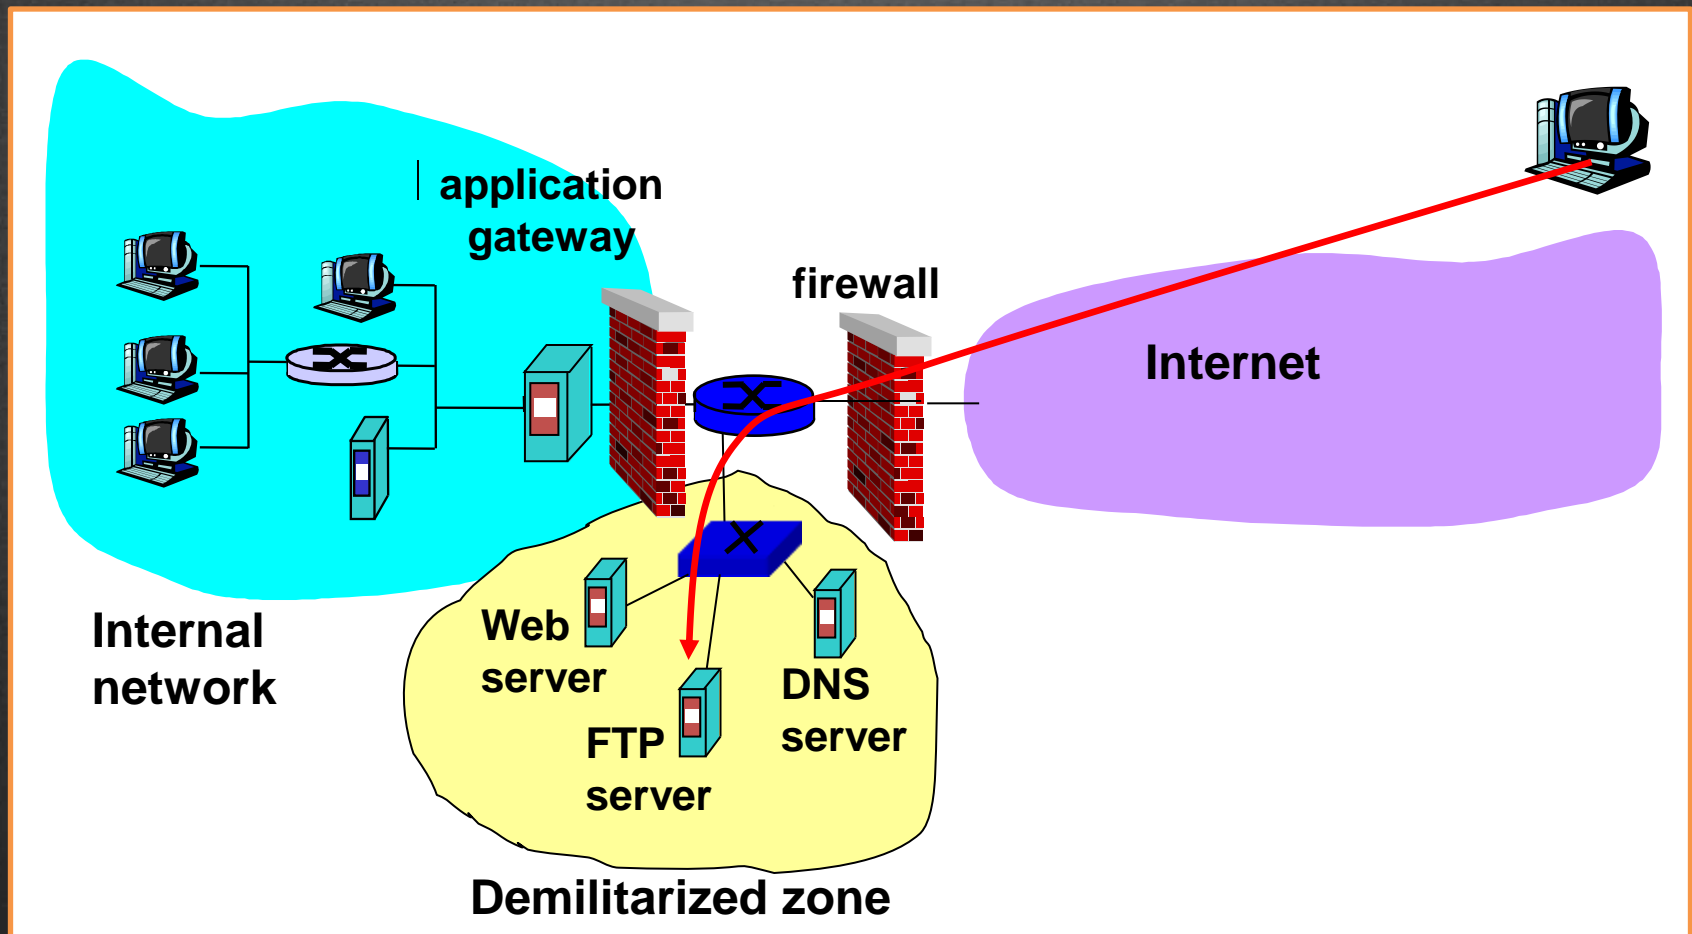 application
gateway
firewall
Internet
Internal
network
Web
server
FTP
server
DNS
server
Demilitarized zone